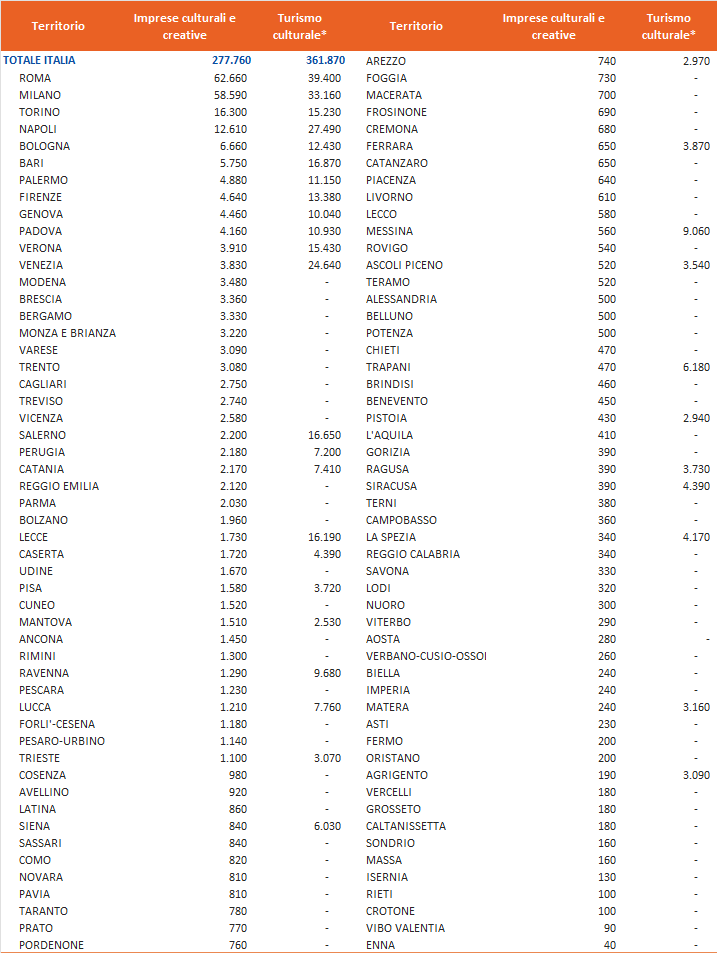 Territorio Imprese culturali e creative Turismo culturale* Territorio Imprese culturali e creative Turismo culturale*
TOTALE ITALIA 277.760 361.870 AREZZO 740 2.970
ROMA 62.660 39.400 FOGGIA 730 -
MILANO 58.590 33.160 MACERATA 700 -
TORINO 16.300 15.230 FROSINONE 690 -
NAPOLI 12.610 27.490 CREMONA 680 -
BOLOGNA 6.660 12.430 FERRARA 650 3.870
BARI 5.750 16.870 CATANZARO 650 -
PALERMO 4.880 11.150 PIACENZA 640 -
FIRENZE 4.640 13.380 LIVORNO 610 -
GENOVA 4.460 10.040 LECCO 580 -
PADOVA 4.160 10.930 MESSINA 560 9.060
VERONA 3.910 15.430 ROVIGO 540 -
VENEZIA 3.830 24.640 ASCOLI PICENO 520 3.540
MODENA 3.480 - TERAMO 520 -
BRESCIA 3.360 - ALESSANDRIA 500 -
BERGAMO 3.330 - BELLUNO 500 -
MONZA E BRIANZA 3.220 - POTENZA 500 -
VARESE 3.090 - CHIETI 470 -
TRENTO 3.080 - TRAPANI 470 6.180
CAGLIARI 2.750 - BRINDISI 460 -
TREVISO 2.740 - BENEVENTO 450 -
VICENZA 2.580 - PISTOIA 430 2.940
SALERNO 2.200 16.650 L'AQUILA 410 -
PERUGIA 2.180 7.200 GORIZIA 390 -
CATANIA 2.170 7.410 RAGUSA 390 3.730
REGGIO EMILIA 2.120 - SIRACUSA 390 4.390
PARMA 2.030 - TERNI 380 -
BOLZANO 1.960 - CAMPOBASSO 360 -
LECCE 1.730 16.190 LA SPEZIA 340 4.170
CASERTA 1.720 4.390 REGGIO CALABRIA 340 -
UDINE 1.670 - SAVONA 330 -
PISA 1.580 3.720 LODI 320 -
CUNEO 1.520 - NUORO 300 -
MANTOVA 1.510 2.530 VITERBO 290 -
ANCONA 1.450 - AOSTA 280 -
RIMINI 1.300 - VERBANO-CUSIO-OSSOI 260 -
RAVENNA 1.290 9.680 BIELLA 240 -
PESCARA 1.230 - IMPERIA 240 -
LUCCA 1.210 7.760 MATERA 240 3.160
FORLI'-CESENA 1.180 - ASTI 230 -
PESARO-URBINO 1.140 - FERMO 200 -
TRIESTE 1.100 3.070 ORISTANO 200 -
COSENZA 980 - AGRIGENTO 190 3.090
AVELLINO 920 - VERCELLI 180 -
LATINA 860 - GROSSETO 180 -
SIENA 840 6.030 CALTANISSETTA 180 -
SASSARI 840 - SONDRIO 160 -
COMO 820 - MASSA 160 -
NOVARA 810 - ISERNIA 130 -
PAVIA 810 - RIETI 100 -
TARANTO 780 - CROTONE 100 -
PRATO 770 - VIBO VALENTIA 90 -
PORDENONE 760 - ENNA 40 -